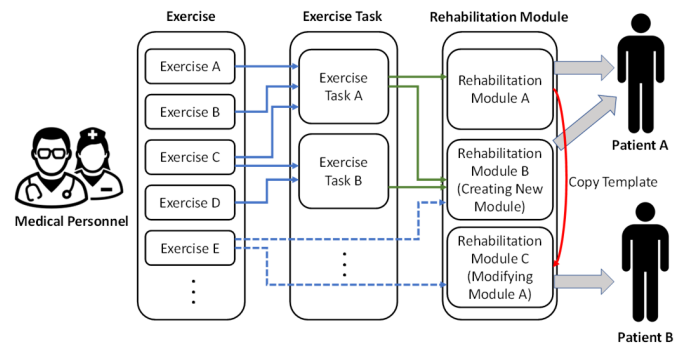 Exercise
Exercise Task
Rehabilitation Module
Exercise A
Exercise B
Exercise C
Exercise D
Exercise E
Exercise
Task A
Exercise
Task B
Rehabilitation
Module A
Rehabilitation
Module B
(Creating New
Module)
Rehabilitation
Module C
(Modifying
Module A)
Medical Personnel
Patient A
Copy Template
Patient B